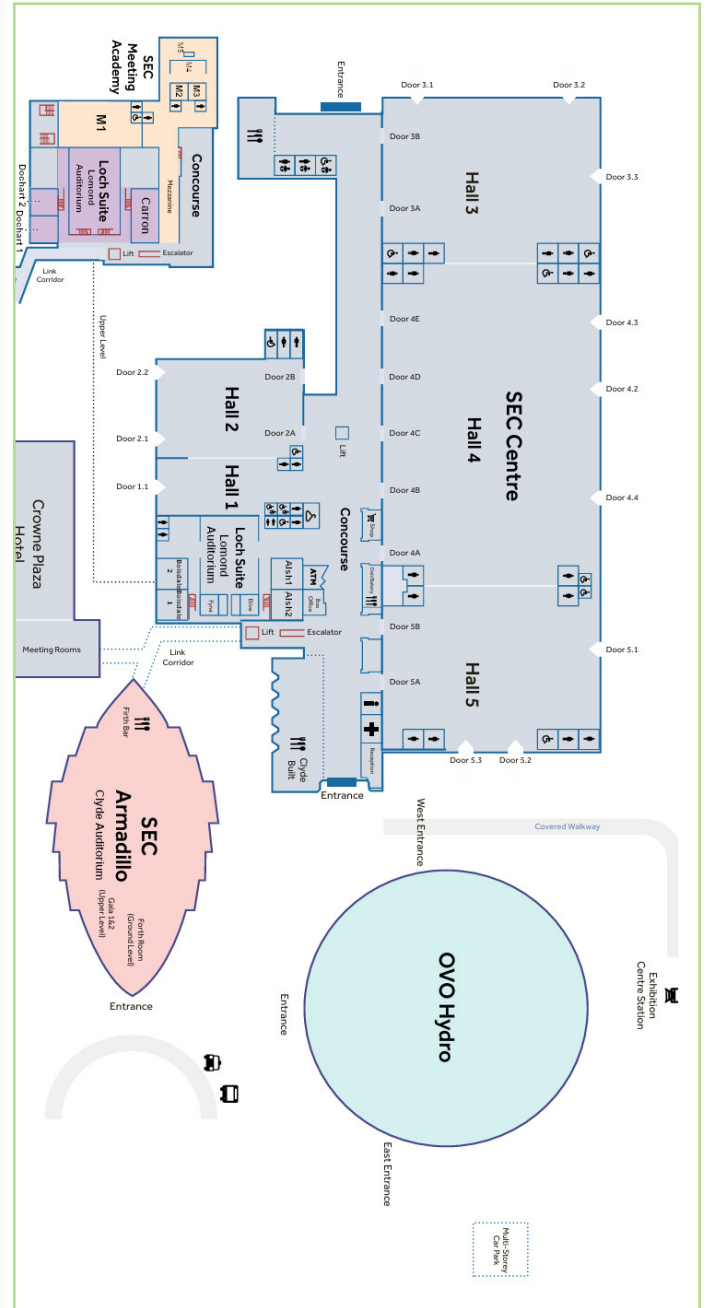 SEC
Meeting
Academy
M5
M4
M3
M2
M1
Concourse
Mezzanine
Loch Suite
Lomond
Auditorium
Carron
Dochart 2
Dochart 1
Lift
Escalator
Link
Corridor
Upper Level
Entrance
Door 3.1
Door 3.2
Door 3B
Door 3.3
Hall 3
Door 3A
Door 4E
Door 4.3
Door 2.2
Door 2B
Door 4D
Door 4.2
SEC Centre
Hall 2
Door 2.1
Door 2A
Lift
Door 4C
Hall 4
Door 1.1
Hall 1
Door 4B
Door 4.4
Concourse
Shop
Door 4A
Loch Suite
Lomond
Auditorium
Boisdale
2
Boisdale
1
Fyne
Etive
Alsh1
Alsh2
ATM
Box
Office
Deli/Bakery
Door 5B
Door 5.1
Lift
Escalator
Link
Corridor
Door 5A
Hall 5
Clyde
Built
Reception
Door 5.3
Door 5.2
Entrance
Crowne Plaza
Hotel
Meeting Rooms
Firth Bar
SEC
Armadillo
Clyde Auditorium
Forth Room
(Ground Level)
Gala 1&2
(Upper Level)
Entrance
West Entrance
Covered Walkway
OVO Hydro
Exhibition
Centre Station
Entrance
East Entrance
Multi-Storey
Car Park